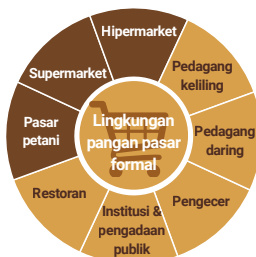 Hipermarket
Pedagang
keliling
Pedagang
daring
Pengecer
Institusi &
pengadaan
publik
Restoran
Pasar
petani
Supermarket
Lingkungan
pangan pasar
formal